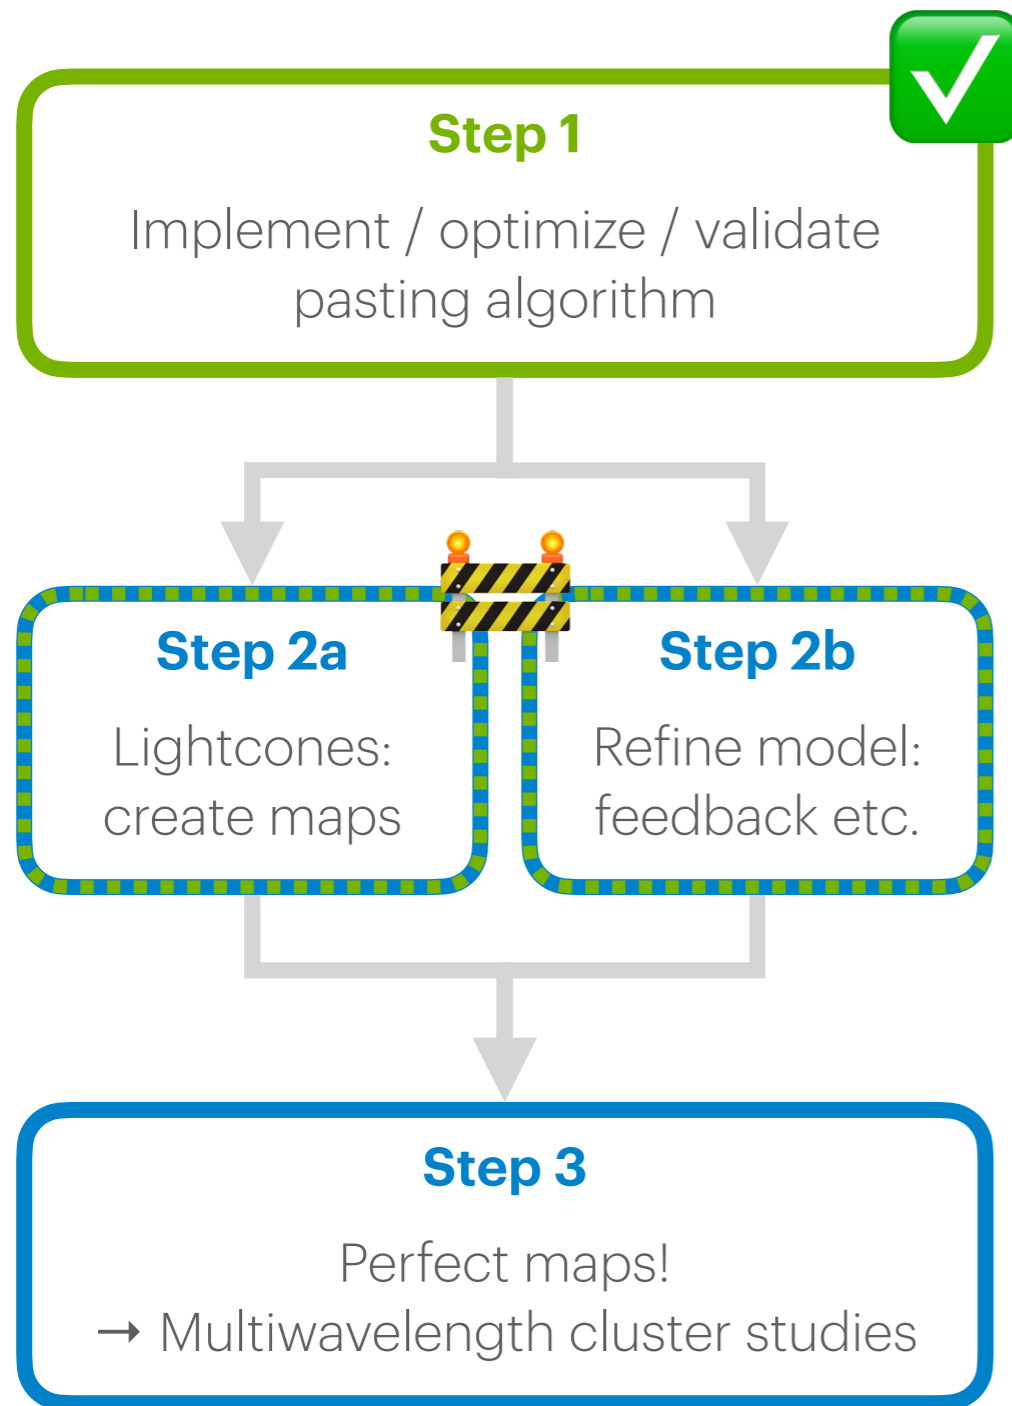 Step 1
Implement / optimize / validate
pasting algorithm
Step 2a
Lightcones:
create maps
Step 2b
Refine model:
feedback etc.
Step 3
Perfect maps!
→ Multiwavelength cluster studies